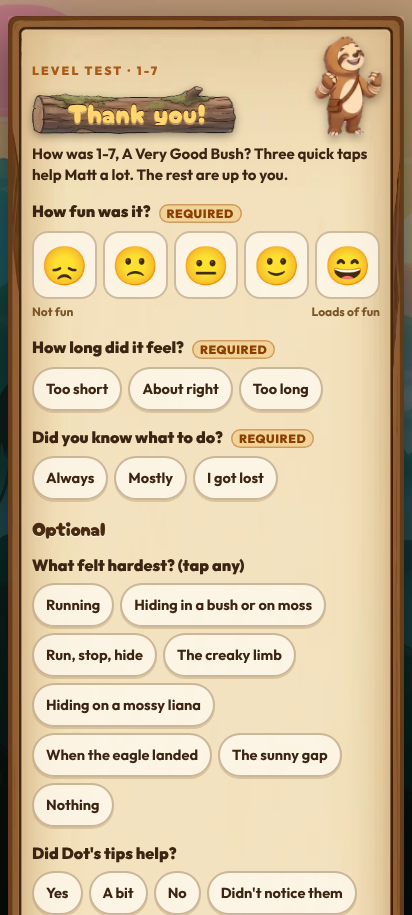 LEVEL TEST · 1-7
Thank you!
How was 1-7, A Very Good Bush? Three quick taps
help Matt a lot. The rest are up to you.
How fun was it? REQUIRED
Not fun Loads of fun
How long did it feel? REQUIRED
Too short About right Too long
Did you know what to do? REQUIRED
Always Mostly I got lost
Optional
What felt hardest? (tap any)
Running Hiding in a bush or on moss
Run, stop, hide The creaky limb
Hiding on a mossy liana
When the eagle landed The sunny gap
Nothing
Did Dot's tips help?
Yes A bit No Didn't notice them